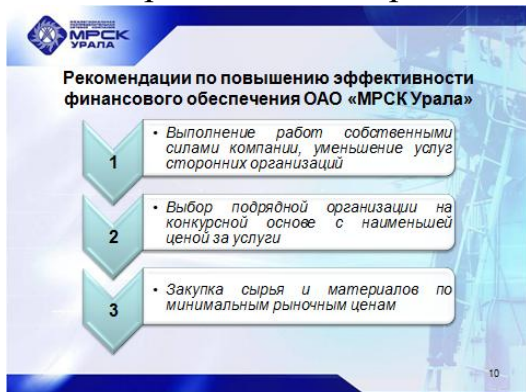 МРСК
УРАЛА
Рекомендации по повышению эффективности
финансового обеспечения ОАО «МРСК Урала»
1
• Выполнение работ собственными
силами компании, уменьшение услуг
сторонних организаций
2
• Выбор подрядной организации на
конкурсной основе с наименьшей
ценой за услуги
3
• Закупка сырья и материалов по
минимальным рыночным ценам
10